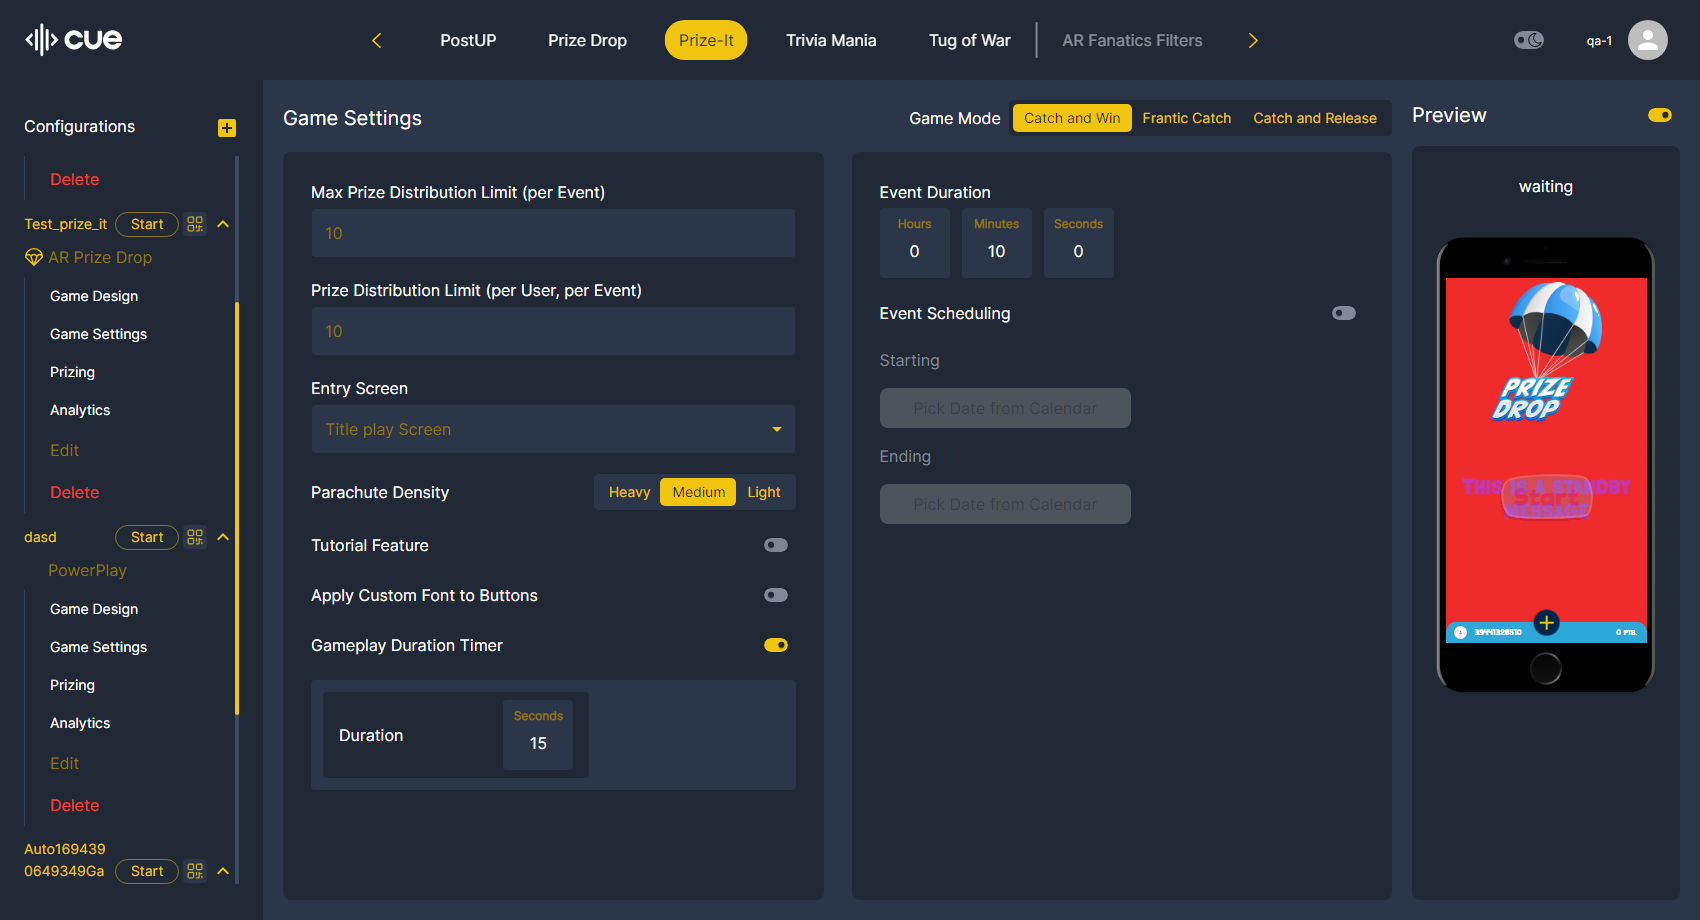 cue
PostUP
Prize Drop
Prize-It
Trivia Mania
Tug of War
AR Fanatics Filters
qa-1
Configurations
Delete
Test_prize_it
Start
AR Prize Drop
Game Design
Game Settings
Prizing
Analytics
Edit
Delete
dasd
Start
PowerPlay
Game Design
Game Settings
Prizing
Analytics
Edit
Delete
Auto169439
0649349Ga
Start
Game Settings
Game Mode
Catch and Win
Frantic Catch
Catch and Release
Max Prize Distribution Limit (per Event)
10
Prize Distribution Limit (per User, per Event)
10
Entry Screen
Title play Screen
Parachute Density
Heavy
Medium
Light
Tutorial Feature
Apply Custom Font to Buttons
Gameplay Duration Timer
Duration
Seconds
15
Event Duration
Hours
Minutes
Seconds
0
10
0
Event Scheduling
Starting
Pick Date from Calendar
Ending
Pick Date from Calendar
Preview
waiting
PRIZE
DROP
THIS IS A STANDBY
Start
MESSAGE
39441328510
0 PTS.